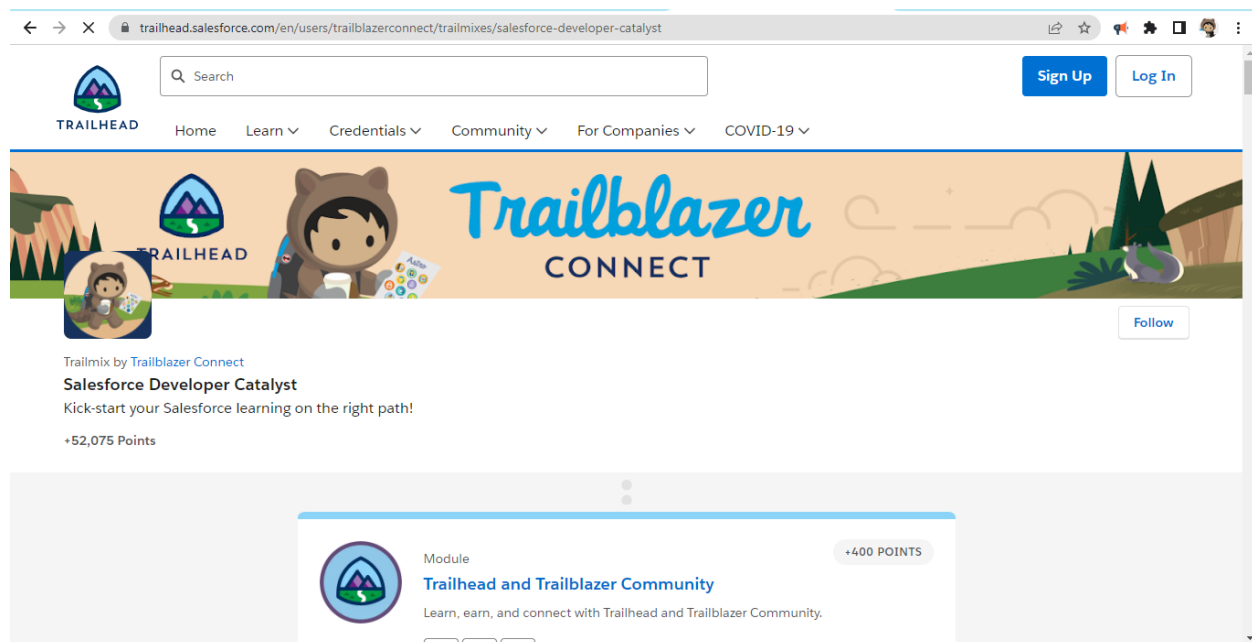 trailhead.salesforce.com/en/users/trailblazerconnect/trailmixes/salesforce-developer-catalyst
Search
Sign Up
Log In
TRAILHEAD
Home
Learn
Credentials
Community
For Companies
COVID-19
TRAILHEAD
Astro
Trailblazer
CONNECT
Follow
Trailmix by Trailblazer Connect
Salesforce Developer Catalyst
Kick-start your Salesforce learning on the right path!
+52,075 Points
+400 POINTS
Module
Trailhead and Trailblazer Community
Learn, earn, and connect with Trailhead and Trailblazer Community.